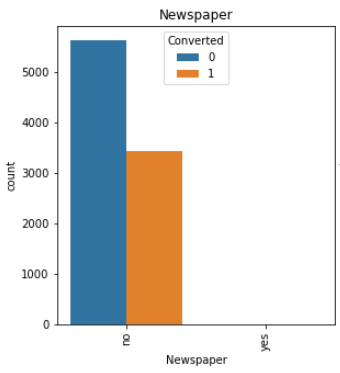 Newspaper
Converted
0
1
5000
4000
3000
2000
1000
0
count
no
yes
Newspaper